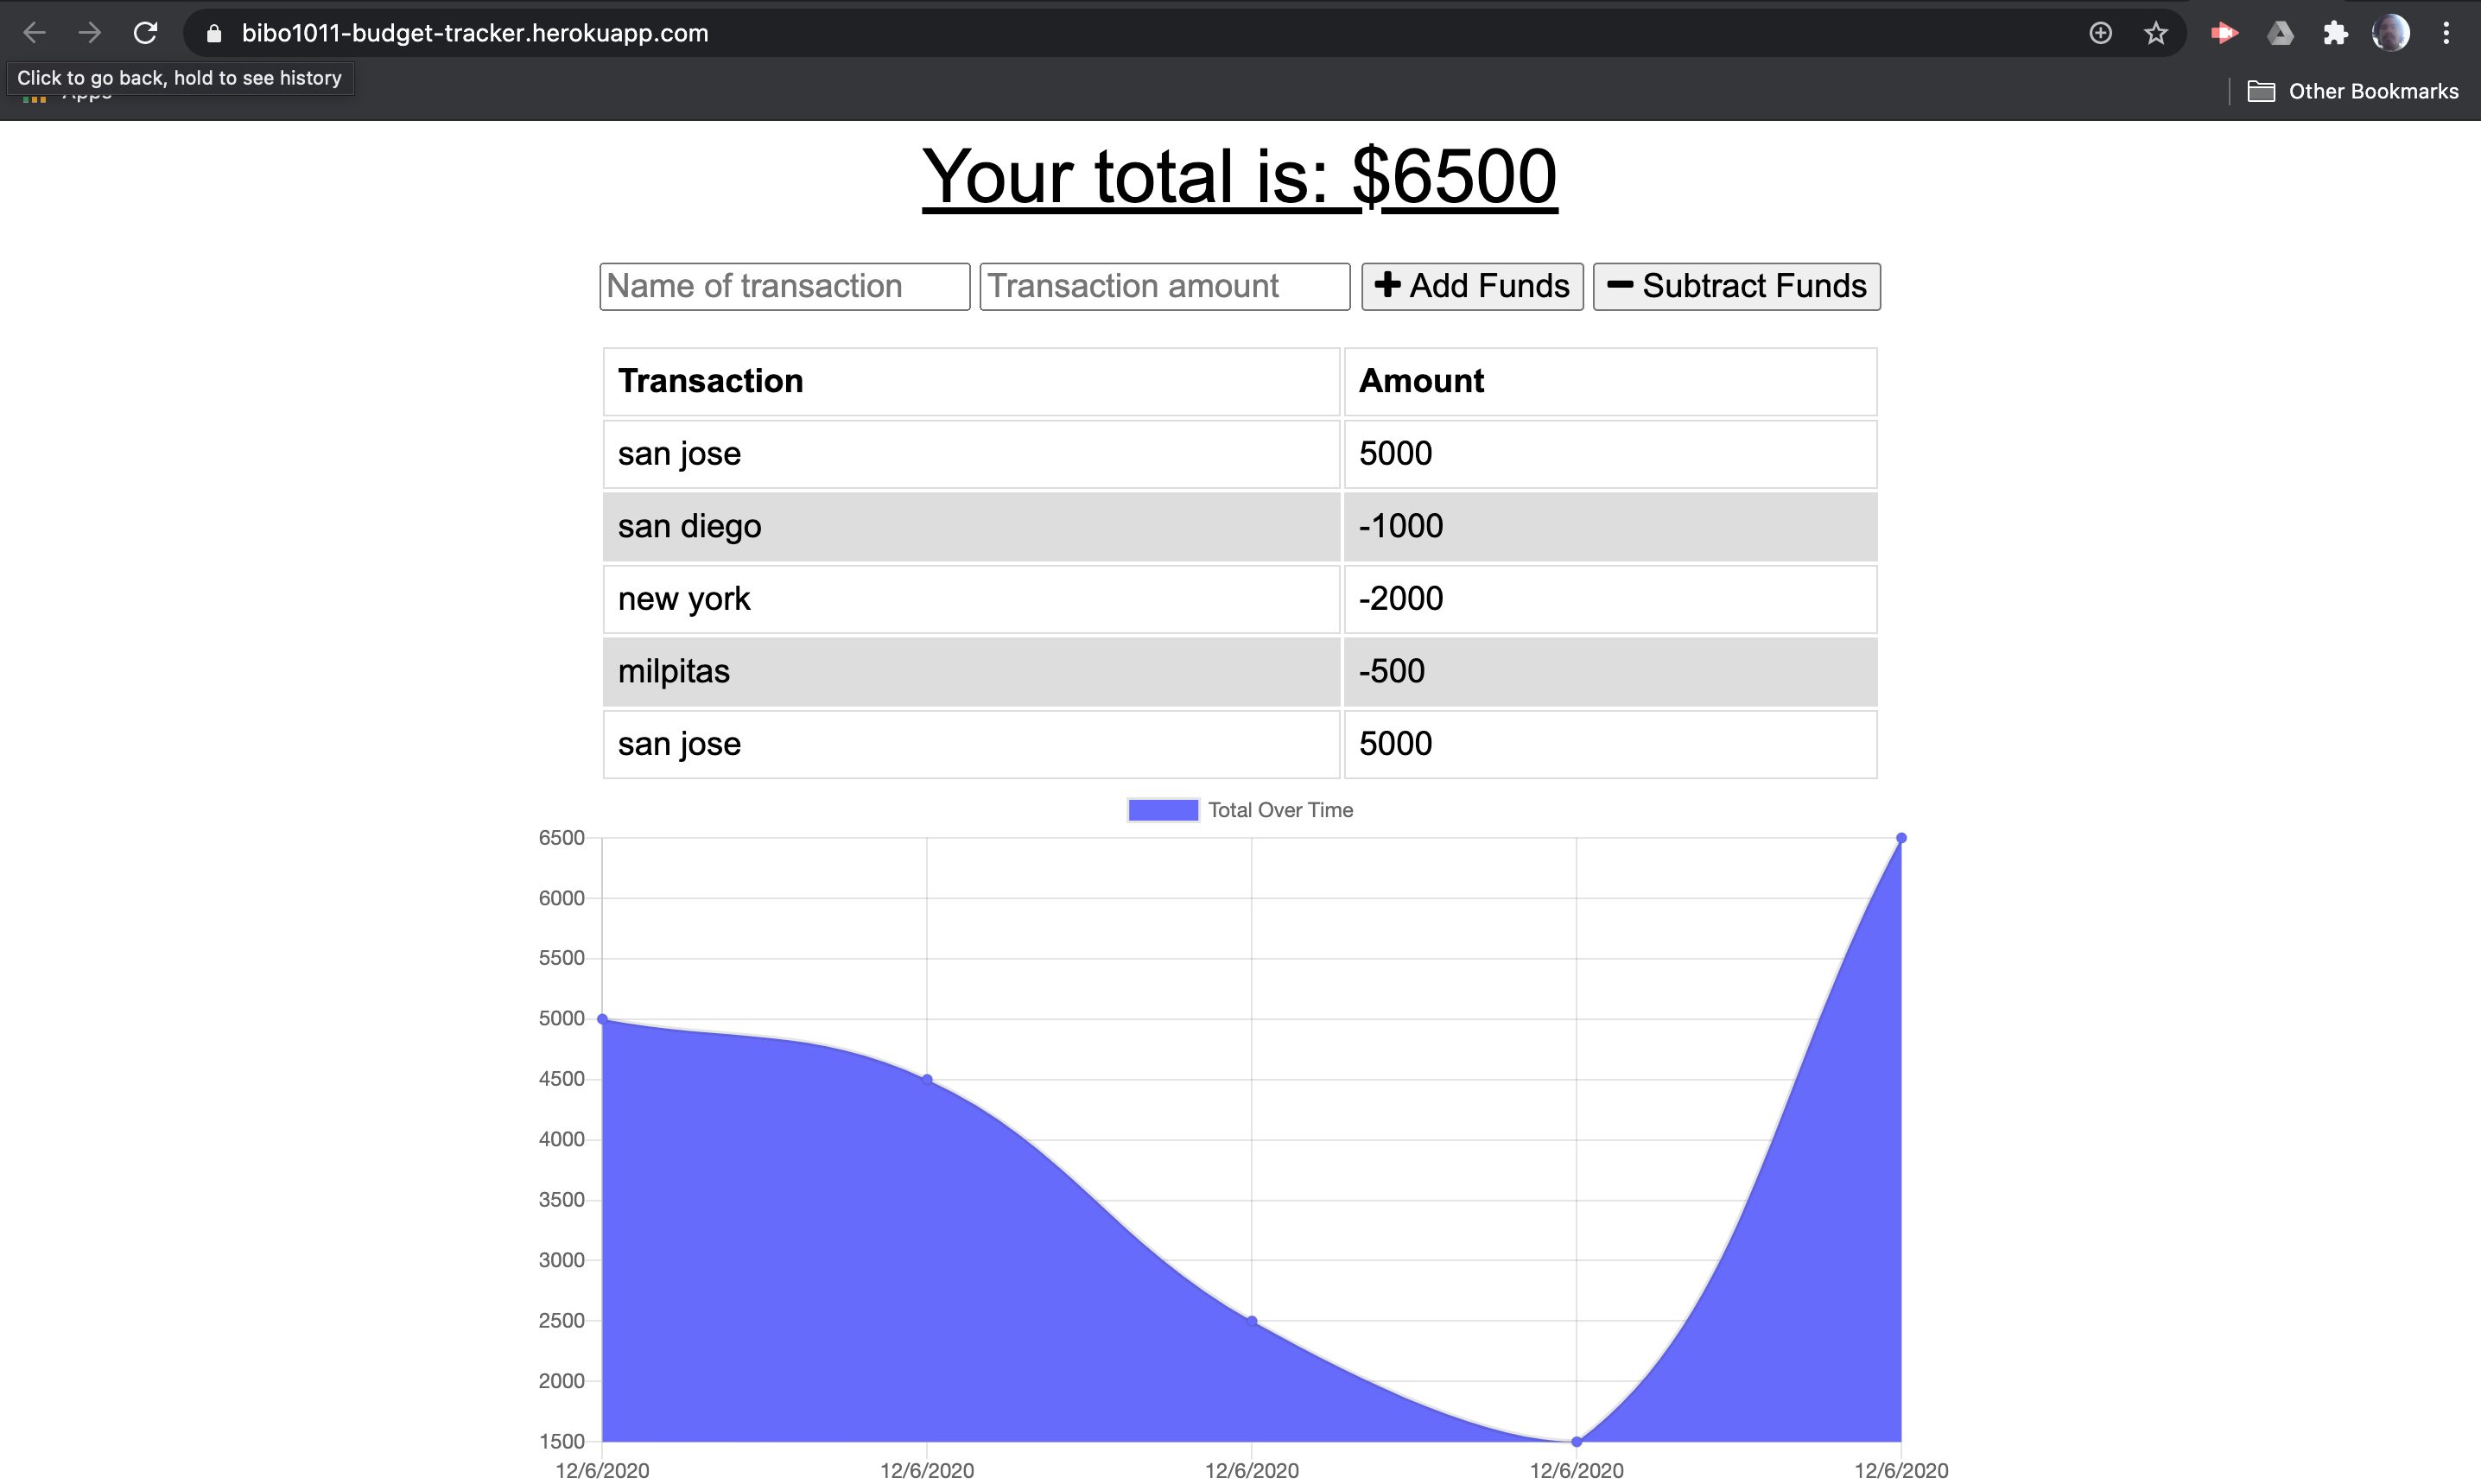 bibo1011-budget-tracker.herokuapp.com
Click to go back, hold to see history
Apps
Other Bookmarks
Your total is: $6500
Name of transaction Transaction amount Add Funds Subtract Funds
Transaction Amount
san jose 5000
san diego -1000
new york -2000
milpitas -500
san jose 5000
Total Over Time
6500
6000
5500
5000
4500
4000
3500
3000
2500
2000
1500
12/6/2020 12/6/2020 12/6/2020 12/6/2020 12/6/2020